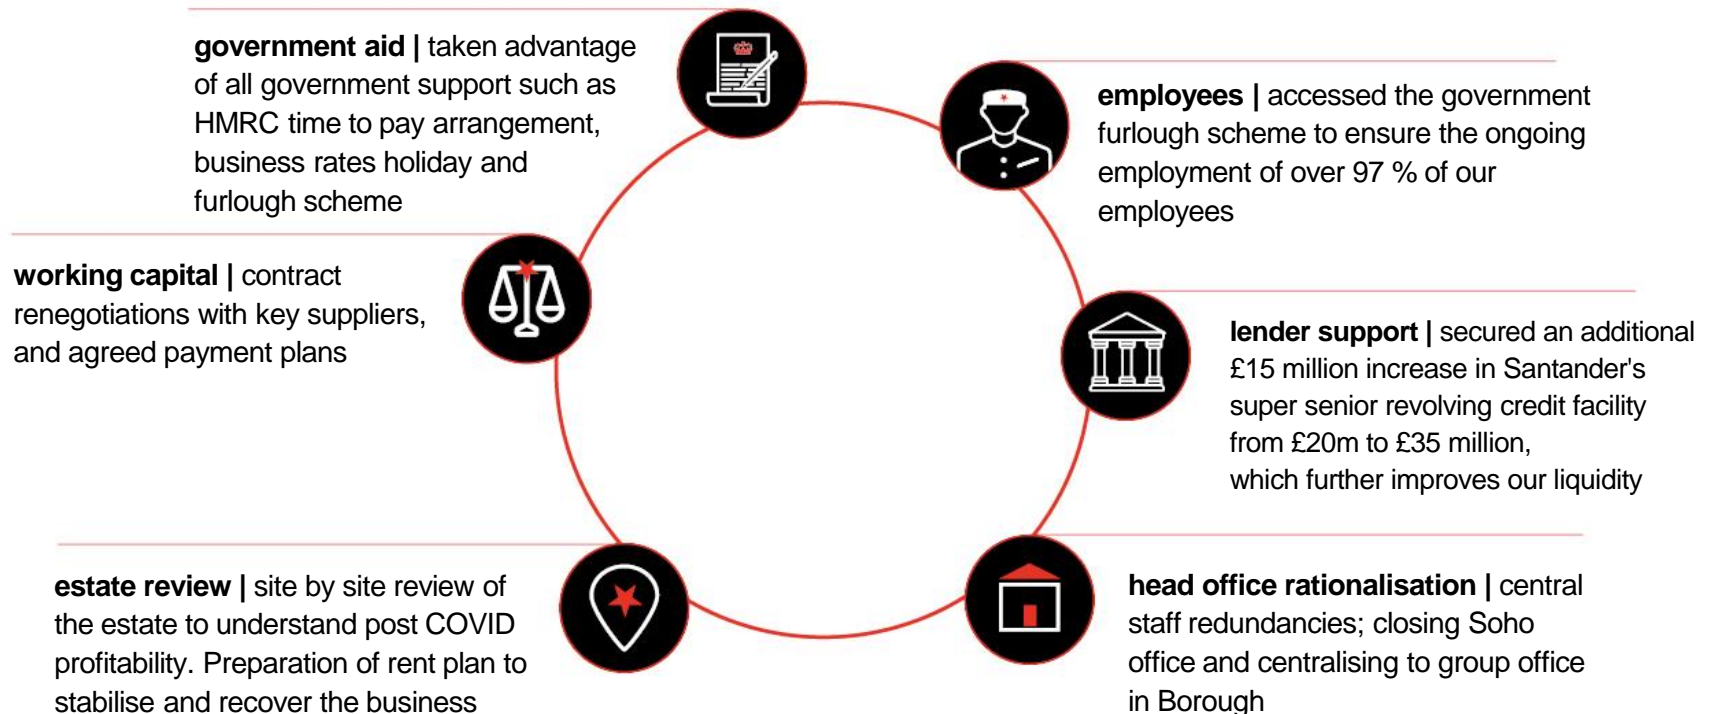 government aid | taken advantage
of all government support such as
HMRC time to pay arrangement,
business rates holiday and
furlough scheme
employees | accessed the government
furlough scheme to ensure the ongoing
employment of over 97 % of our
employees
working capital | contract
renegotiations with key suppliers,
and agreed payment plans
lender support | secured an additional
£15 million increase in Santander's
super senior revolving credit facility
from £20m to £35 million,
which further improves our liquidity
estate review | site by site review of
the estate to understand post COVID
profitability. Preparation of rent plan to
stabilise and recover the business
head office rationalisation | central
staff redundancies; closing Soho
office and centralising to group office
in Borough